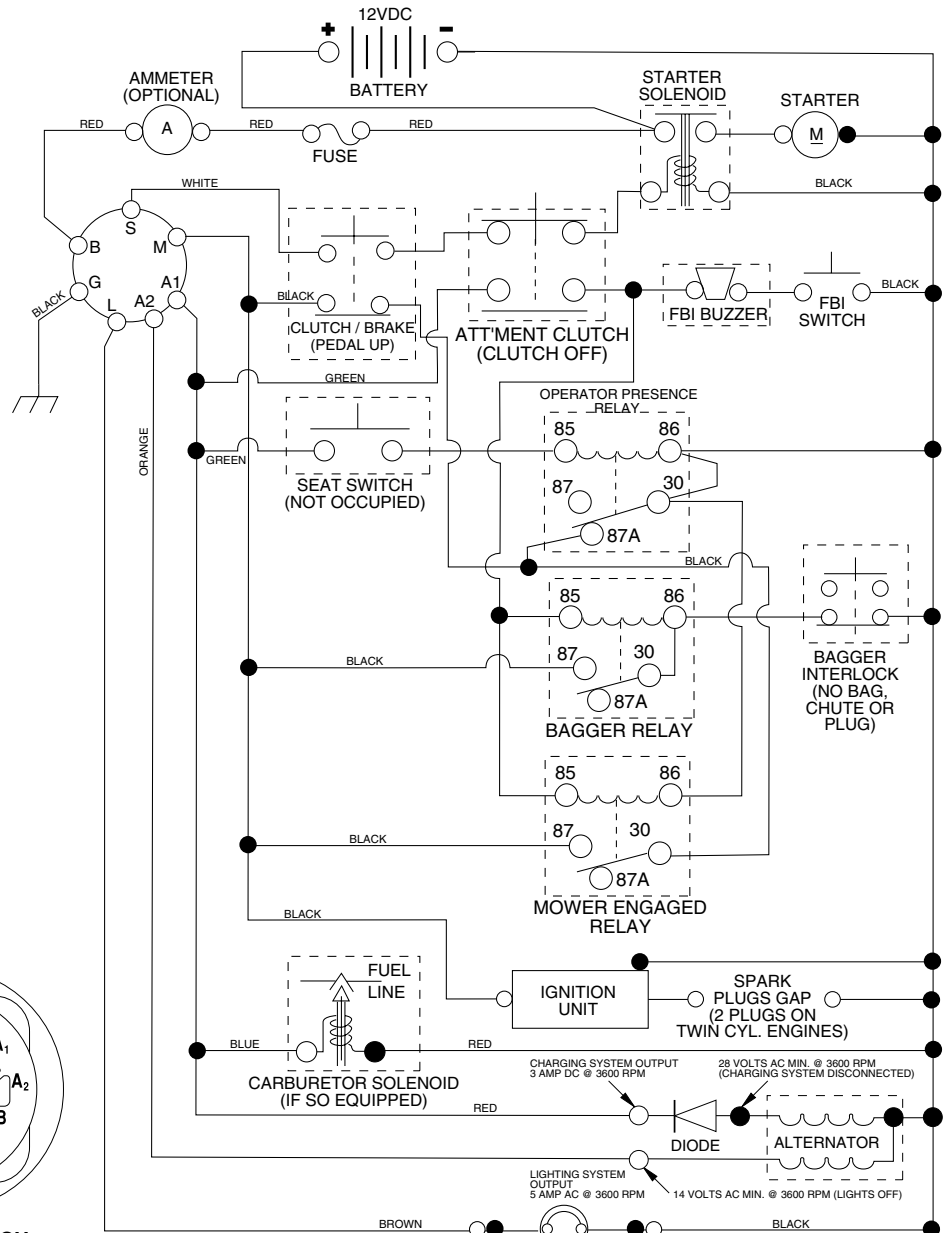 12VDC
+
-
BATTERY
AMMETER
(OPTIONAL)
STARTER
SOLENOID
STARTER
RED
A
RED
FUSE
RED
M
WHITE
BLACK
S
B
M
G
A1
L
A2
BLACK
BLACK
CLUTCH / BRAKE
(PEDAL UP)
ATT'MENT CLUTCH
(CLUTCH OFF)
FBI BUZZER
FBI
SWITCH
BLACK
GREEN
OPERATOR PRESENCE
RELAY
ORANGE
GREEN
SEAT SWITCH
(NOT OCCUPIED)
85
86
87
30
87A
BLACK
85
86
BLACK
87
30
87A
BAGGER RELAY
BAGGER
INTERLOCK
(NO BAG,
CHUTE OR
PLUG)
85
86
BLACK
87
30
87A
MOWER ENGAGED
RELAY
BLACK
FUEL
LINE
IGNITION
UNIT
SPARK
PLUGS GAP
(2 PLUGS ON
TWIN CYL. ENGINES)
BLUE
RED
CARBURETOR SOLENOID
(IF SO EQUIPPED)
CHARGING SYSTEM OUTPUT
3 AMP DC @ 3600 RPM
28 VOLTS AC MIN. @ 3600 RPM
(CHARGING SYSTEM DISCONNECTED)
RED
DIODE
ALTERNATOR
LIGHTING SYSTEM
OUTPUT
5 AMP AC @ 3600 RPM
14 VOLTS AC MIN. @ 3600 RPM (LIGHTS OFF)
BROWN
BLACK
A2